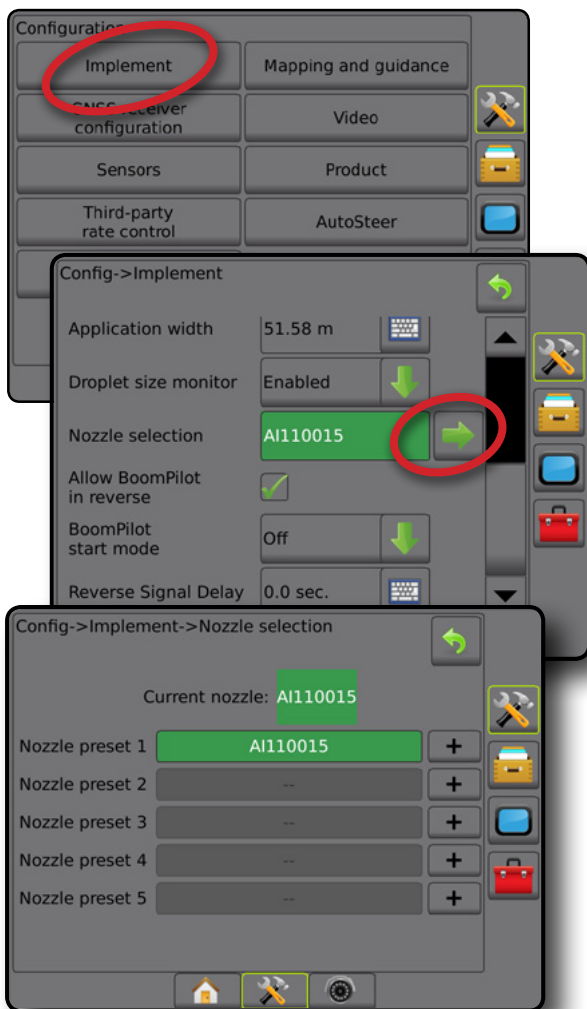 Configuration
Implement
Mapping and guidance
GNSS receiver
configuration
Video
Sensors
Product
Third-party
rate control
AutoSteer
Config->Implement
Application width
51.58 m
Droplet size monitor
Enabled
Nozzle selection
AI110015
Allow BoomPilot
in reverse
BoomPilot
start mode
Off
Reverse Signal Delay
0.0 sec.
Config->Implement->Nozzle selection
Current nozzle: AI110015
Nozzle preset 1
AI110015
+
Nozzle preset 2
--
+
Nozzle preset 3
--
+
Nozzle preset 4
--
+
Nozzle preset 5
--
+